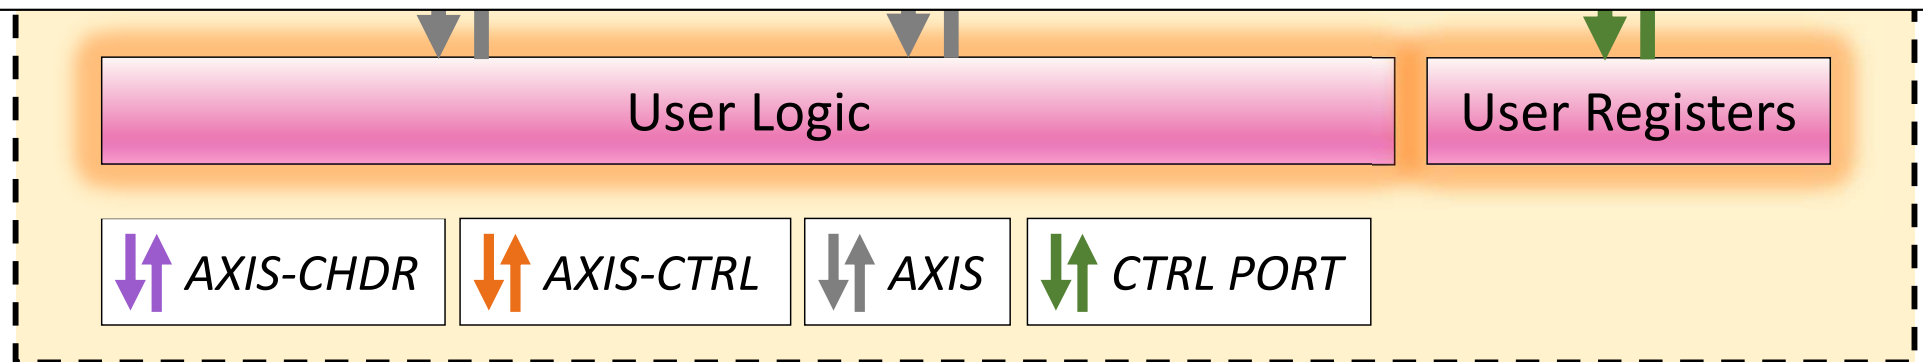 User Logic
User Registers
AXIS-CHDR
AXIS-CTRL
AXIS
CTRL PORT